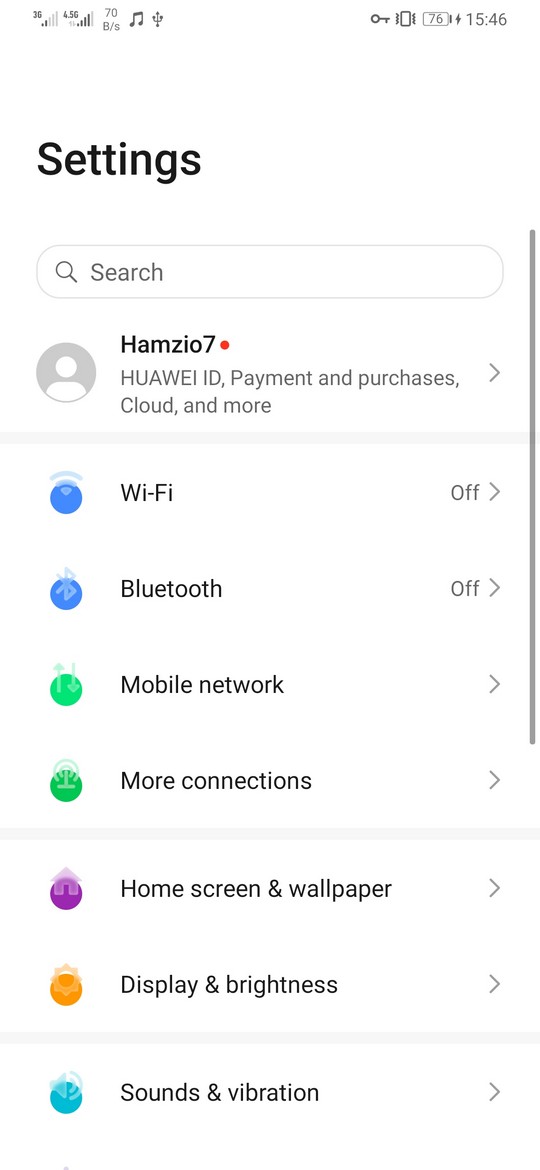 3G 4.5G 70 B/s 76 15:46
Settings
Search
Hamzio7
HUAWEI ID, Payment and purchases,
Cloud, and more
Wi-Fi Off
Bluetooth Off
Mobile network
More connections
Home screen & wallpaper
Display & brightness
Sounds & vibration